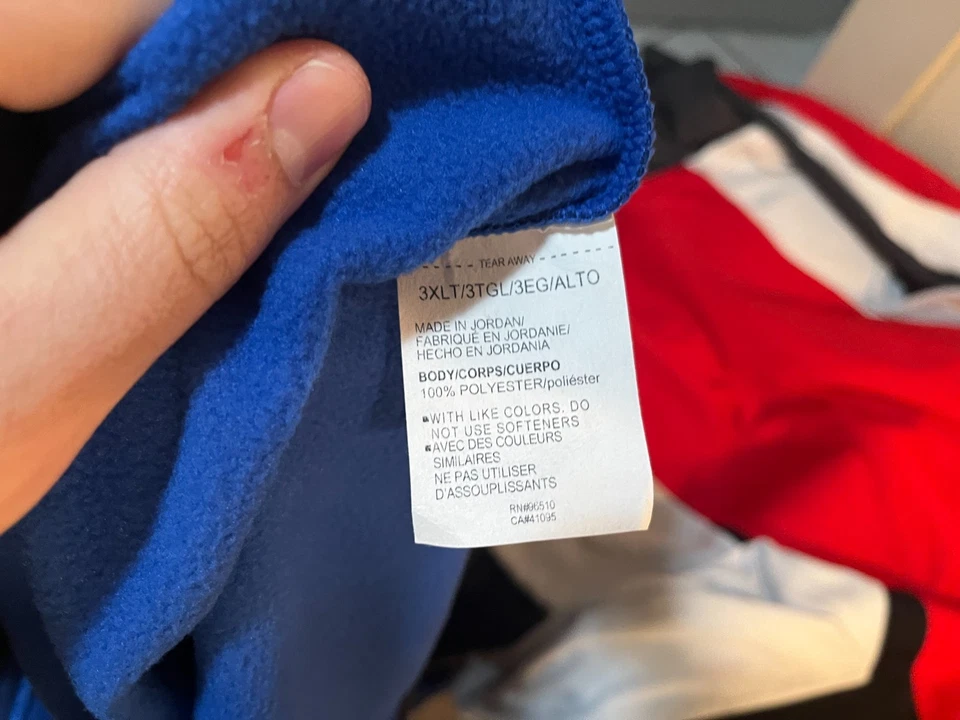 - - - - - TEAR AWAY - - - - - -
3XLT/3TGL/3EG/ALTO
MADE IN JORDAN/
FABRIQUÉ EN JORDANIE/
HECHO EN JORDANIA
BODY/CORPS/CUERPO
100% POLYESTER/poliéster
WITH LIKE COLORS. DO
NOT USE SOFTENERS
AVEC DES COULEURS
SIMILAIRES
NE PAS UTILISER
D'ASSOUPLISSANTS
RN#96510
CA#41095